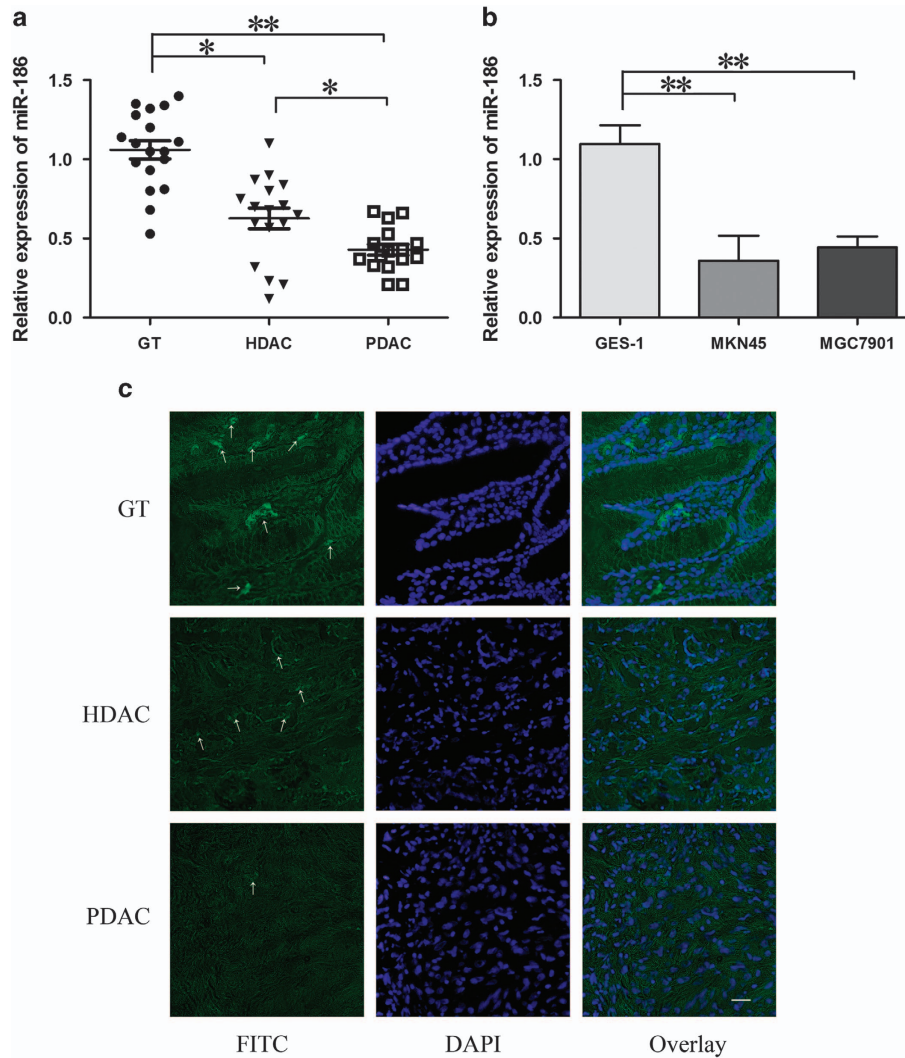 a
**
*
*
Relative expression of miR-186
1.5
1.0
0.5
0.0
GT HDAC PDAC
b
**
**
Relative expression of miR-186
1.5
1.0
0.5
0.0
GES-1 MKN45 MGC7901
c
GT
HDAC
PDAC
FITC DAPI Overlay